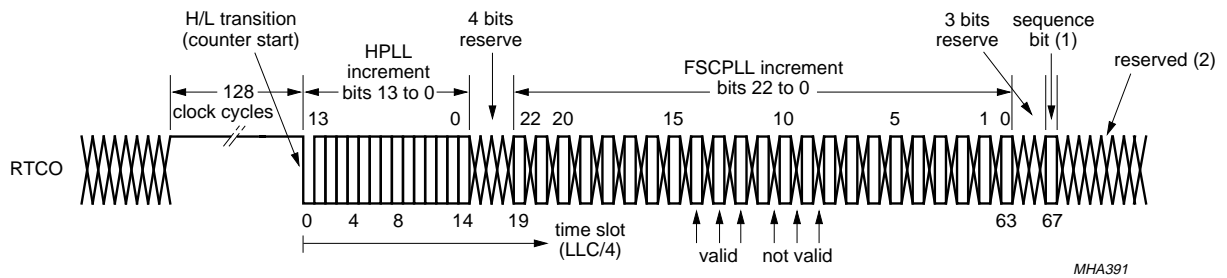 H/L transition
(counter start)
4 bits
reserve
3 bits
reserve
sequence
bit (1)
HPLL
increment
bits 13 to 0
FSCPLL increment
bits 22 to 0
reserved (2)
128
clock cycles
13
0
22
20
15
10
5
1
0
RTCO
0
4
8
14
19
63
67
time slot
(LLC/4)
valid
not valid
MHA391